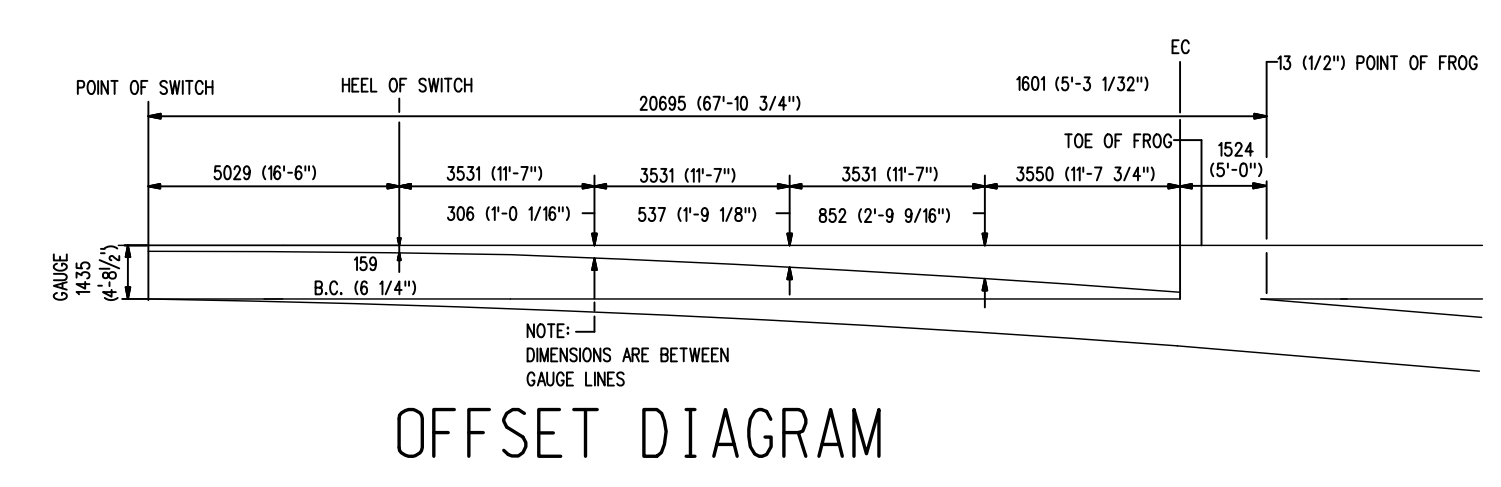 EC
13 (1/2") POINT OF FROG
POINT OF SWITCH
HEEL OF SWITCH
1601 (5'-3 1/32")
20695 (67'-10 3/4")
TOE OF FROG
1524
(5'-0")
5029 (16'-6")
3531 (11'-7")
3531 (11'-7")
3531 (11'-7")
3550 (11'-7 3/4")
306 (1'-0 1/16")
537 (1'-9 1/8")
852 (2'-9 9/16")
GAUGE
1435
(4'-8½')
159
B.C. (6 1/4")
NOTE:
DIMENSIONS ARE BETWEEN
GAUGE LINES
OFFSET DIAGRAM